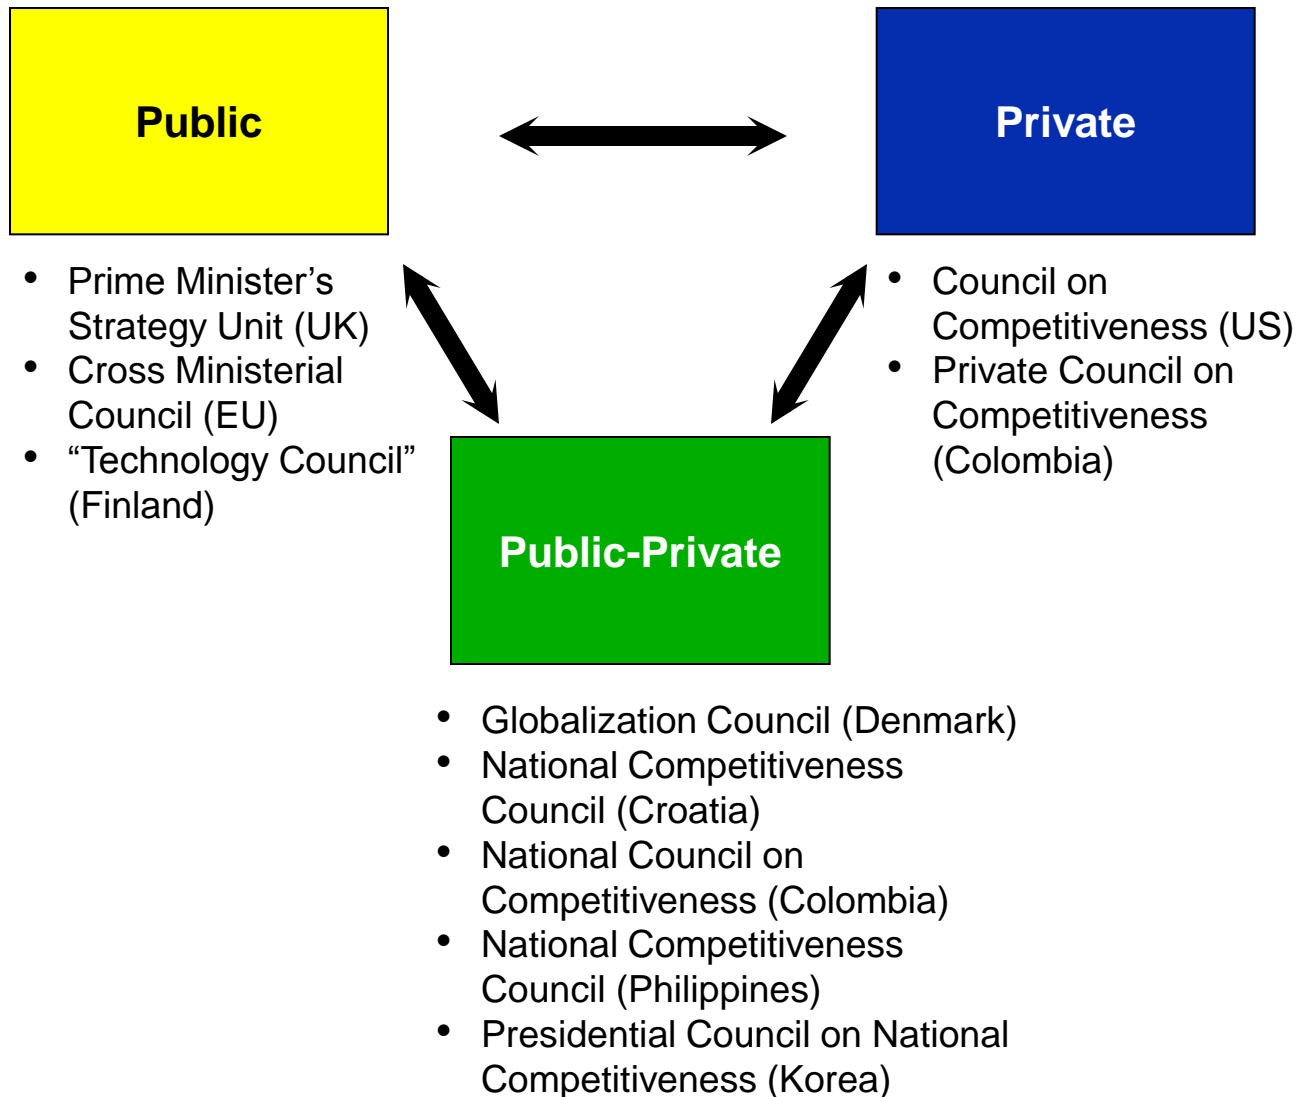 Public
Private
• Prime Minister’s
Strategy Unit (UK)
• Cross Ministerial
Council (EU)
• “Technology Council”
(Finland)
• Council on
Competitiveness (US)
• Private Council on
Competitiveness
(Colombia)
Public-Private
• Globalization Council (Denmark)
• National Competitiveness
Council (Croatia)
• National Council on
Competitiveness (Colombia)
• National Competitiveness
Council (Philippines)
• Presidential Council on National
Competitiveness (Korea)